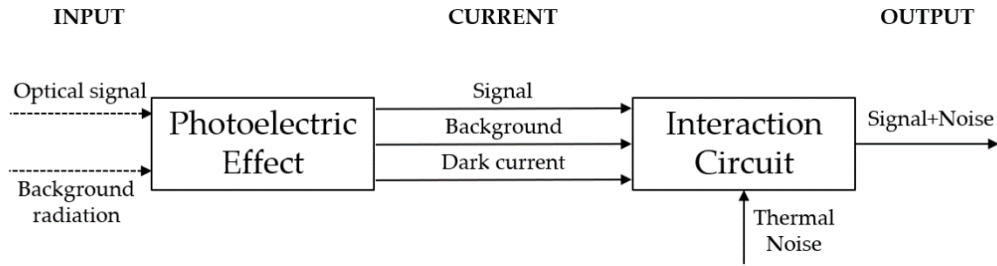 INPUT
CURRENT
OUTPUT
Optical signal
Background
radiation
Photoelectric
Effect
Signal
Background
Dark current
Interaction
Circuit
Signal+Noise
Thermal
Noise